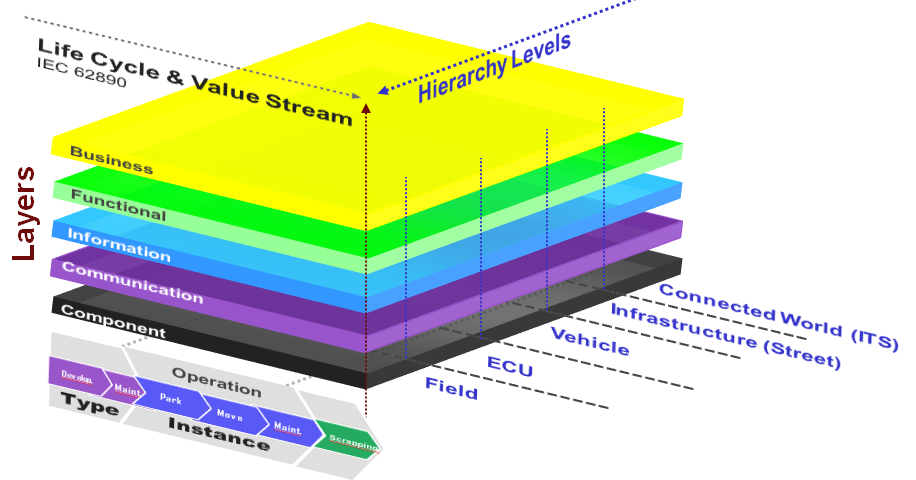 Life Cycle & Value Stream
IEC 62890
Hierarchy Levels
Layers
Business
Functional
Information
Communication
Component
Connected World (ITS)
Infrastructure (Street)
Vehicle
ECU
Field
Operation
Develop.
Maint.
Park
Move
Maint.
Scrapping
Type
Instance